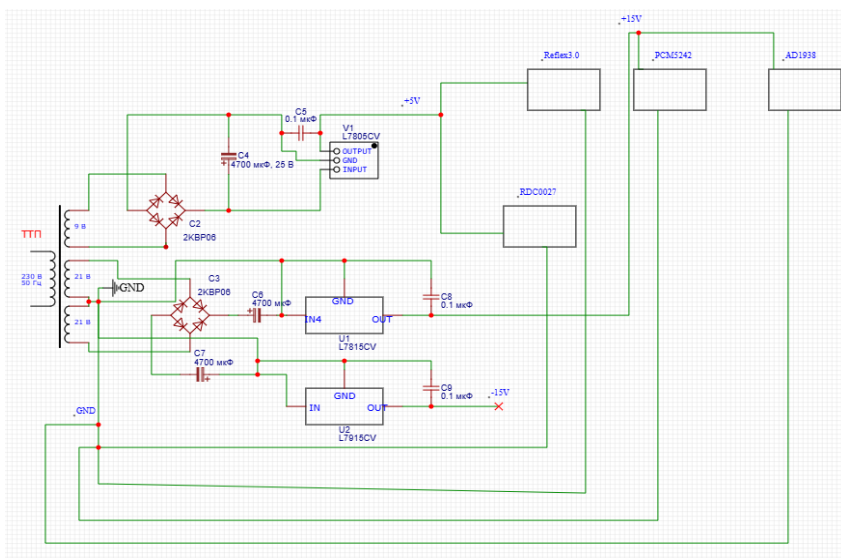 +15V
Reflex3.0
PCM5242
AD1938
+5V
C5
0.1 мкФ
V1
L7805CV
OUTPUT
GND
INPUT
C4
4700 мкФ, 25 В
RDC0027
ТТП
9 В
C2
2KBP06
230 В
50 Гц
21 В
GND
C3
2KBP06
C6
4700 мкФ
GND
IN4
OUT
U1
L7815CV
C8
0.1 мкФ
21 В
C7
4700 мкФ
GND
IN
OUT
U2
L7915CV
C9
0.1 мкФ
-15V
GND